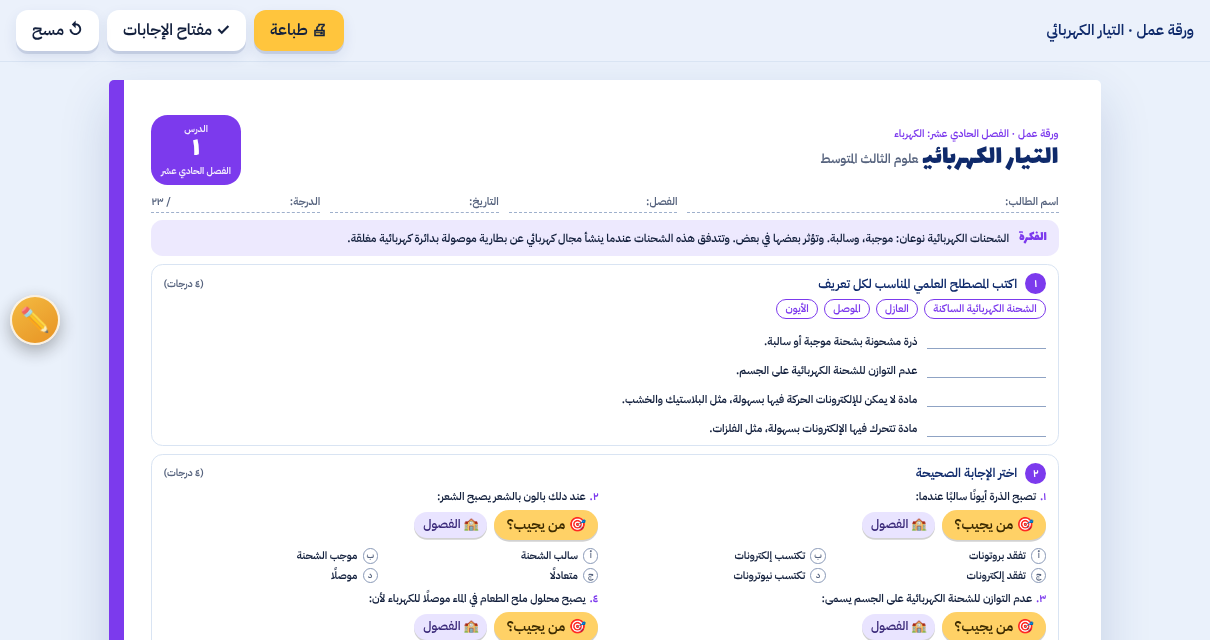 ورقة عمل · التيار الكهربائي
🖨 طباعة
✓ مفتاح الإجابات
↺ مسح
ورقة عمل · الفصل الحادي عشر: الكهرباء
التيار الكهربائي علوم الثالث المتوسط
الدرس
١
الفصل الحادي عشر
اسم الطالب: الفصل: التاريخ: الدرجة: / ٢٣
الفكرة الشحنات الكهربائية نوعان: موجبة، وسالبة. وتؤثر بعضها في بعض. وتتدفق هذه الشحنات عندما ينشأ مجال كهربائي عن بطارية موصولة بدائرة كهربائية مغلقة.
١ اكتب المصطلح العلمي المناسب لكل تعريف (٤ درجات)
الشحنة الكهربائية الساكنة العازل الموصل الأيون
ذرة مشحونة بشحنة موجبة أو سالبة.
عدم التوازن للشحنة الكهربائية على الجسم.
مادة لا يمكن للإلكترونات الحركة فيها بسهولة، مثل البلاستيك والخشب.
مادة تتحرك فيها الإلكترونات بسهولة، مثل الفلزات.
٢ اختر الإجابة الصحيحة (٤ درجات)
١. تصبح الذرة أيونًا سالبًا عندما:
🎯 من يجيب؟ 🏫 الفصول
أ تفقد بروتونات ب تكتسب إلكترونات
ج تفقد إلكترونات د تكتسب نيوترونات
٢. عند دلك بالون بالشعر يصبح الشعر:
🎯 من يجيب؟ 🏫 الفصول
أ سالب الشحنة ب موجب الشحنة
ج متعادلًا د موصلًا
٣. عدم التوازن للشحنة الكهربائية على الجسم يسمى:
🎯 من يجيب؟ 🏫 الفصول
٤. يصبح محلول ملح الطعام في الماء موصلًا للكهرباء لأن:
🎯 من يجيب؟ 🏫 الفصول